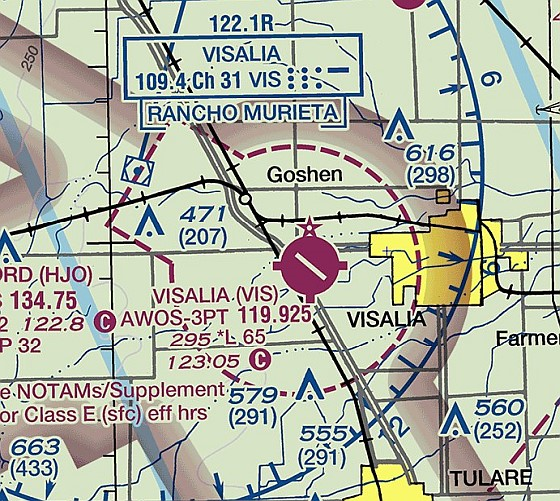 250
122.1R
VISALIA
109.4 Ch 31 VIS
RANCHO MURIETA
9
616
(298)
Goshen
471
(207)
ORD (HJO)
134.75
122.8 C
P 32
VISALIA (VIS)
AWOS-3PT 119.925
295 *L 65
123.05 C
VISALIA
Farmer
e NOTAMs/Supplement
or Class E (sfc) eff hrs
579
(291)
555
(291)
12
560
(252)
663
(433)
TULARE